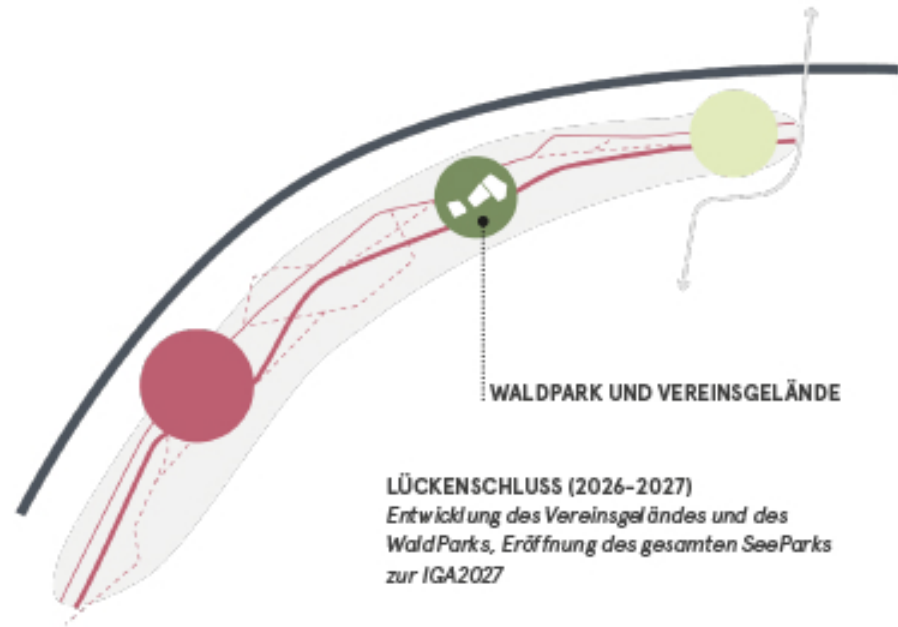 WALDPARK UND VEREINSGELÄNDE
LÜCKENSCHLUSS (2026-2027)
Entwicklung des Vereinsgeländes und des
WaldParks, Eröffnung des gesamten SeeParks
zur IGA2027